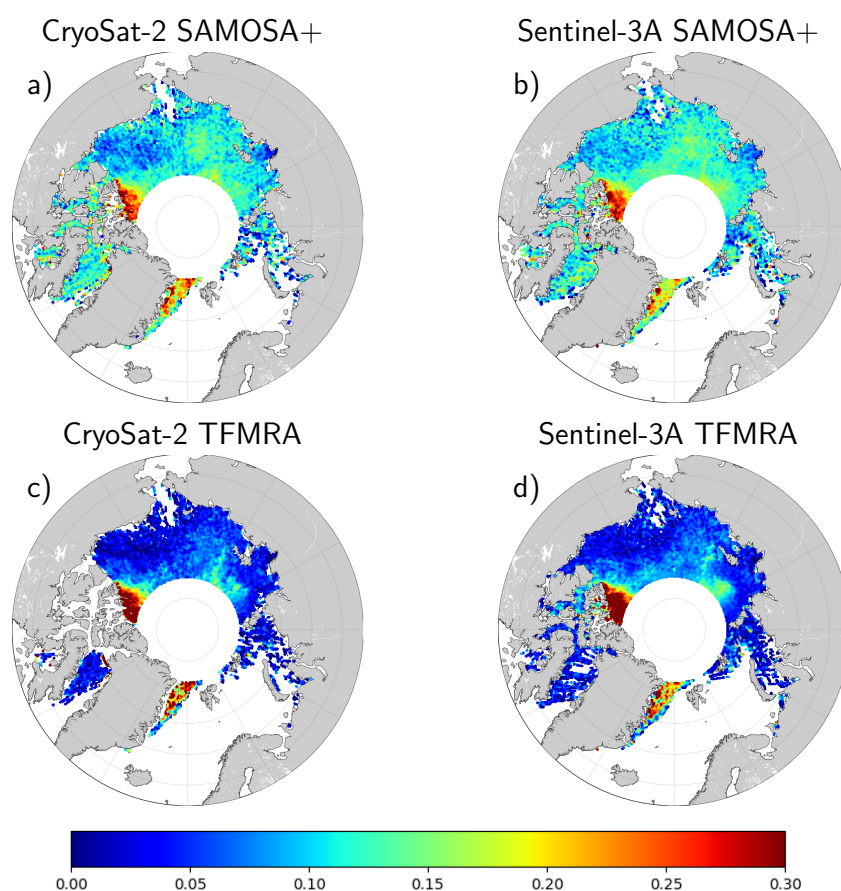 CryoSat-2 SAMOSA+
Sentinel-3A SAMOSA+
a)
b)
CryoSat-2 TFMRA
Sentinel-3A TFMRA
c)
d)
0.00 0.05 0.10 0.15 0.20 0.25 0.30